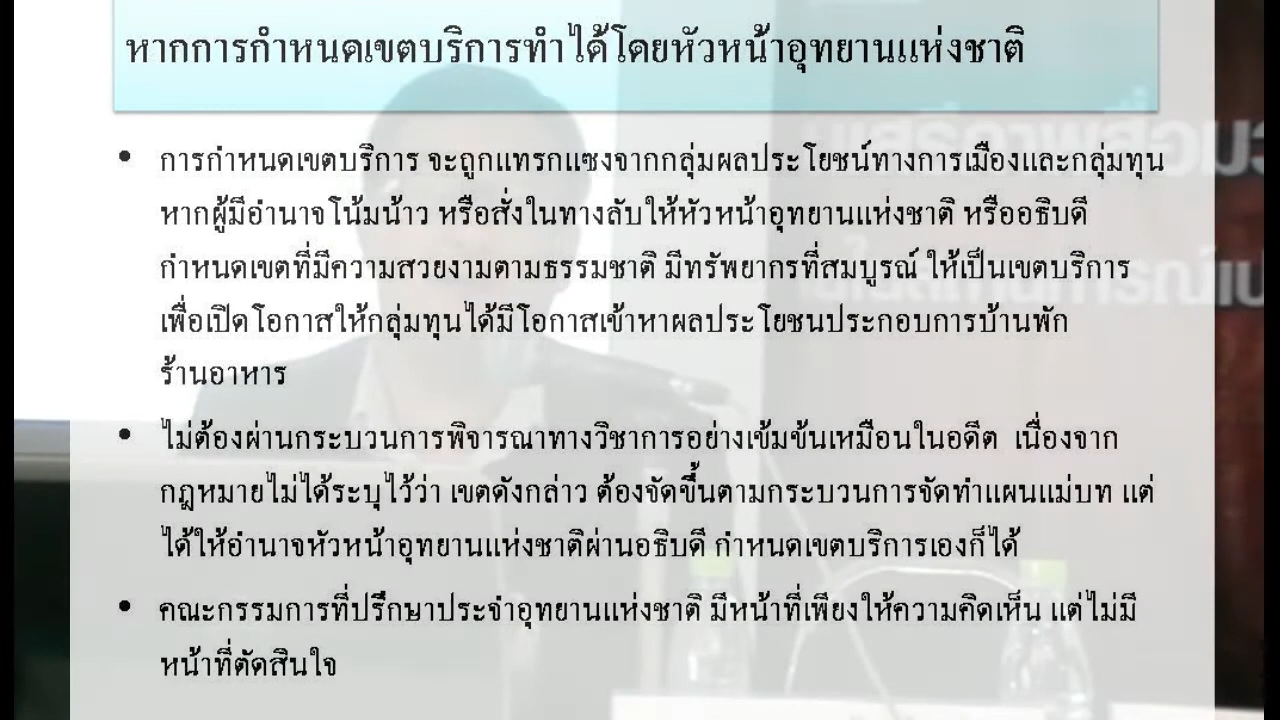 หากการกำหนดเขตบริการทำได้โดยหัวหน้าอุทยานแห่งชาติ
• การกำหนดเขตบริการ จะถูกแทรกแซงจากกลุ่มผลประโยชน์ทางการเมืองและกลุ่มทุน
หากผู้มีอำนาจโน้มน้าว หรือสั่งในทางลับให้หัวหน้าอุทยานแห่งชาติ หรืออธิบดี
กำหนดเขตที่มีความสวยงามตามธรรมชาติ มีทรัพยากรที่สมบูรณ์ ให้เป็นเขตบริการ
เพื่อเปิดโอกาสให้กลุ่มทุนได้มีโอกาสเข้าหาผลประโยชนประกอบการบ้านพัก
ร้านอาหาร
• ไม่ต้องผ่านกระบวนการพิจารณาทางวิชาการอย่างเข้มข้นเหมือนในอดีต เนื่องจาก
กฎหมายไม่ได้ระบุไว้ว่า เขตดังกล่าว ต้องจัดขึ้นตามกระบวนการจัดทำแผนแม่บท แต่
ได้ให้อำนาจหัวหน้าอุทยานแห่งชาติผ่านอธิบดี กำหนดเขตบริการเองก็ได้
• คณะกรรมการที่ปรึกษาประจำอุทยานแห่งชาติ มีหน้าที่เพียงให้ความคิดเห็น แต่ไม่มี
หน้าที่ตัดสินใจ